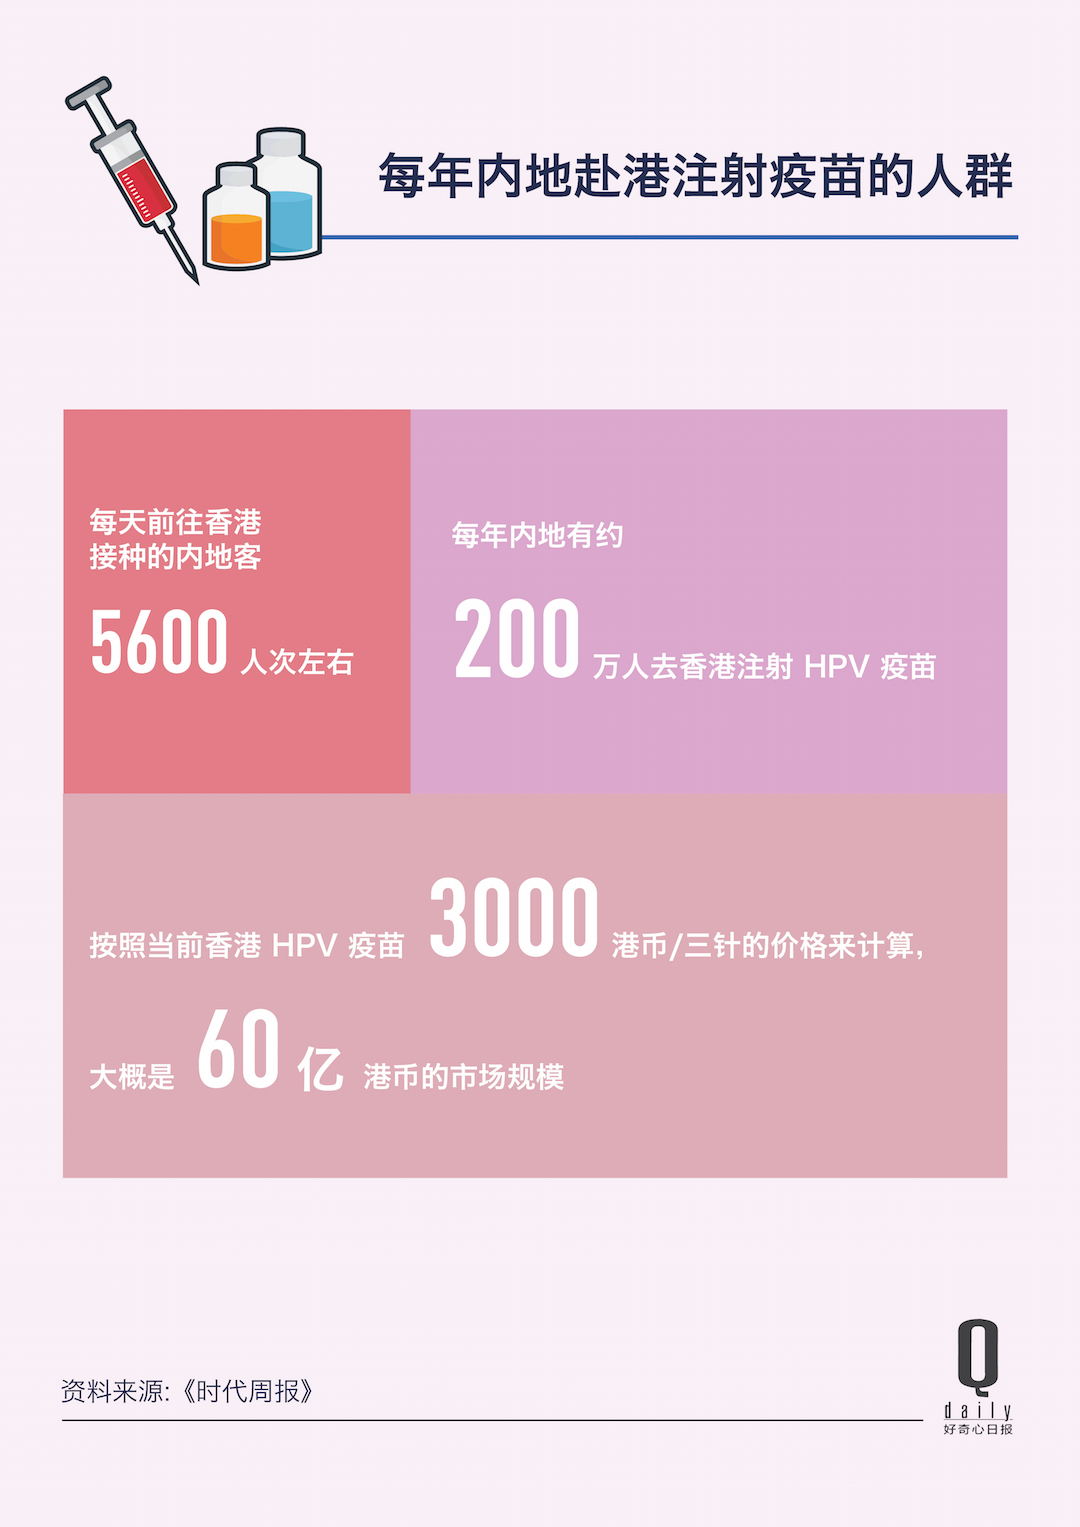 每年内地赴港注射疫苗的人群
每天前往香港
接种的内地客
5600 人次左右
每年内地有约
200 万人去香港注射 HPV 疫苗
按照当前香港 HPV 疫苗 3000 港币/三针的价格来计算，
大概是 60 亿 港币的市场规模
资料来源:《时代周报》
Q
daily
好奇心日报